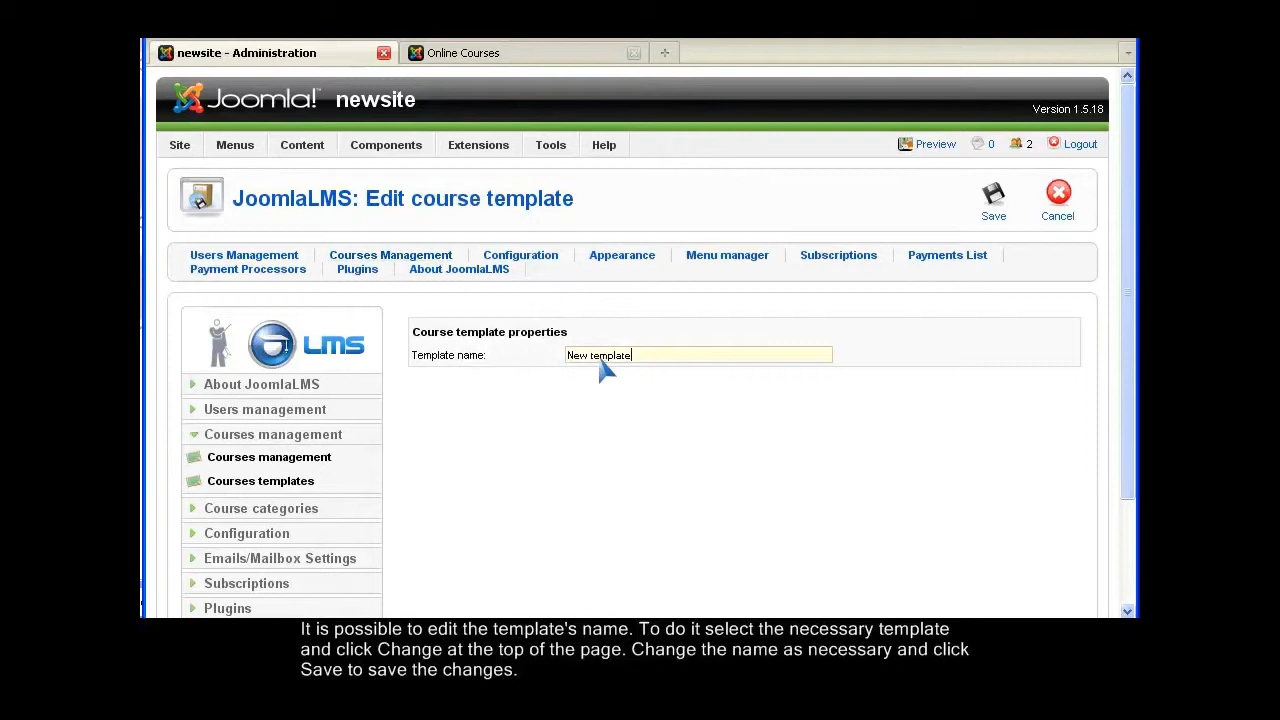 newsite - Administration
Online Courses
Joomla! newsite
Version 1.5.18
Site Menus Content Components Extensions Tools Help
Preview 0 2 Logout
JoomlaLMS: Edit course template
Save Cancel
Users Management Courses Management Configuration Appearance Menu manager Subscriptions Payments List
Payment Processors Plugins About JoomlaLMS
LMS
About JoomlaLMS
Users management
Courses management
Courses management
Courses templates
Course categories
Configuration
Emails/Mailbox Settings
Subscriptions
Plugins
Course template properties
Template name: New template
It is possible to edit the template's name. To do it select the necessary template
and click Change at the top of the page. Change the name as necessary and click
Save to save the changes.